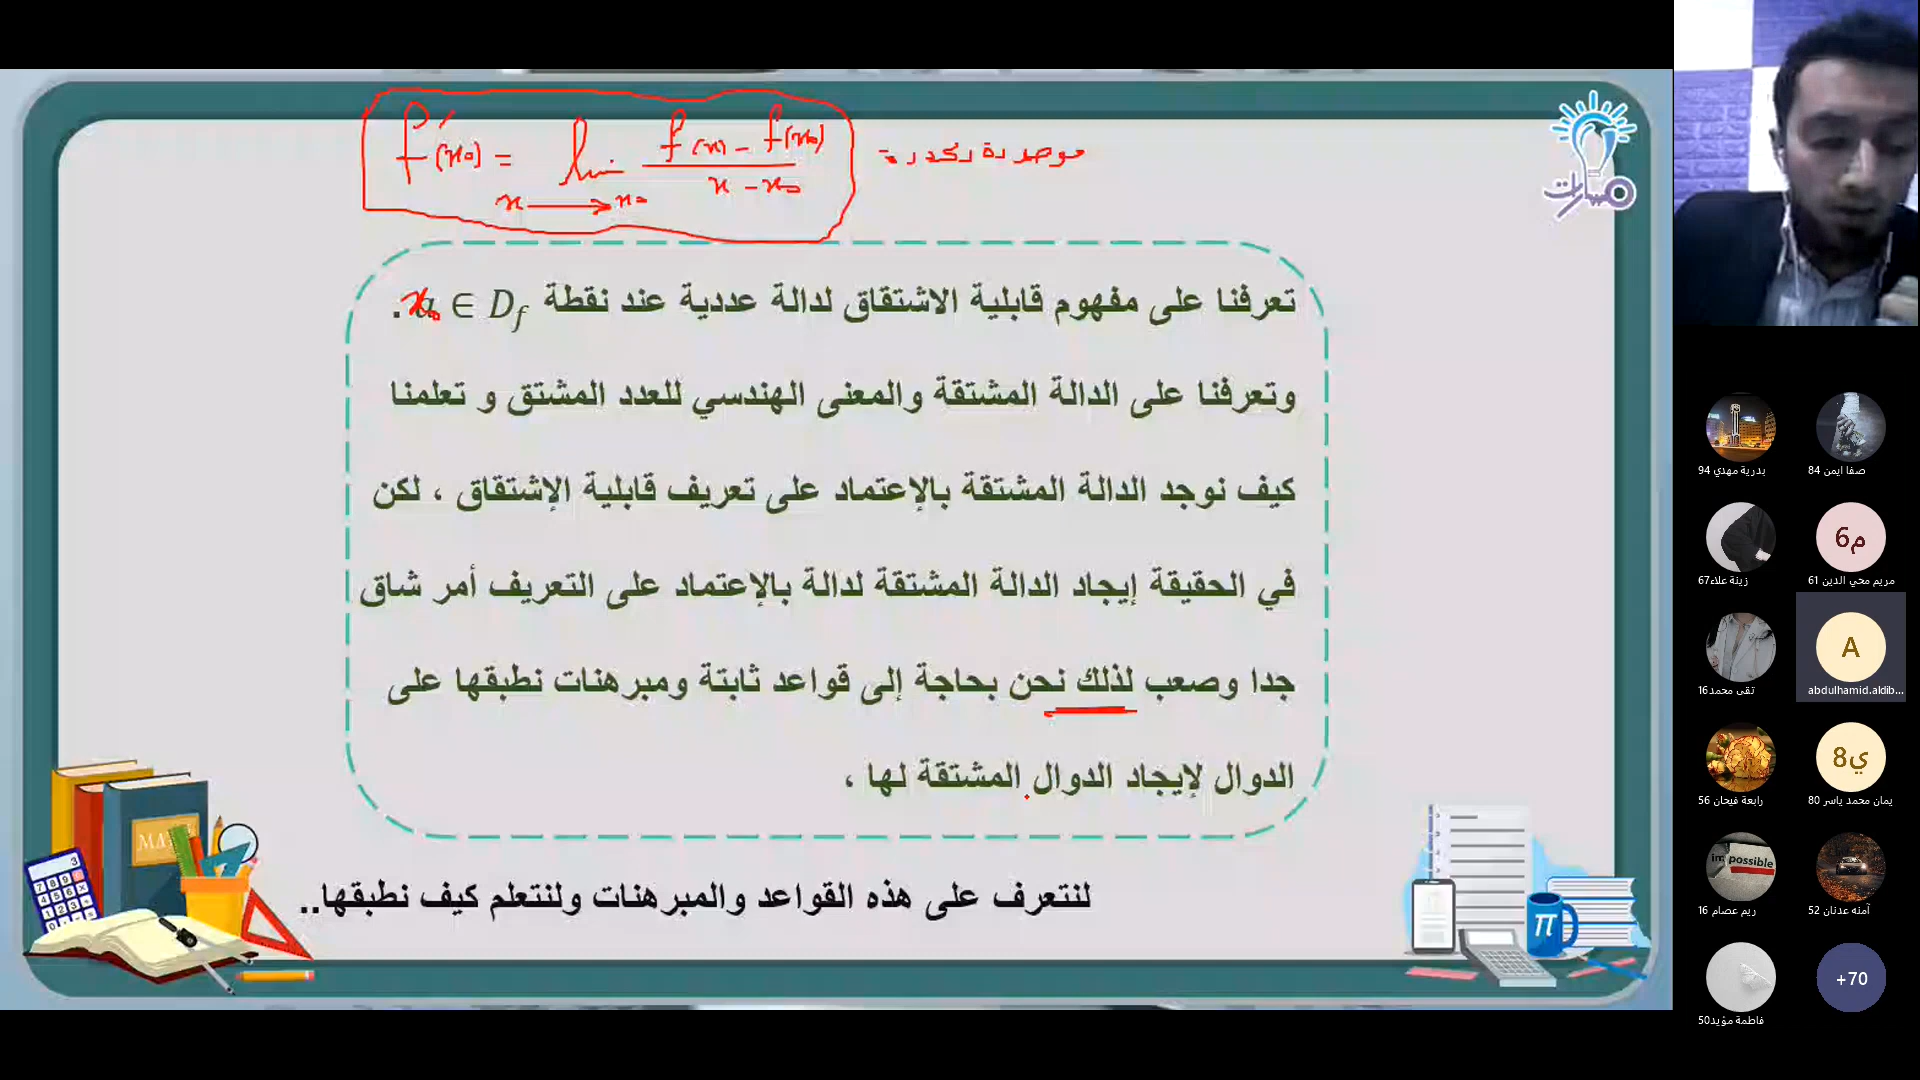 f′(x₀) = lim f(x) - f(x₀) / x - x₀
x → x₀
مسارات
تعرفنا على مفهوم قابلية الاشتقاق لدالة عددية عند نقطة x₀ ∈ D_f .
وتعرفنا على الدالة المشتقة والمعنى الهندسي للعدد المشتق و تعلمنا
كيف نوجد الدالة المشتقة بالإعتماد على تعريف قابلية الإشتقاق ، لكن
في الحقيقة إيجاد الدالة المشتقة لدالة بالإعتماد على التعريف أمر شاق
جدا وصعب لذلك نحن بحاجة إلى قواعد ثابتة ومبرهنات نطبقها على
الدوال لإيجاد الدوال المشتقة لها ،
لنتعرف على هذه القواعد والمبرهنات ولنتعلم كيف نطبقها..
MATH
π
بدرية مهدي 94
صفا ايمن 84
زينة علاء67
م6
مريم محي الدين 61
تقى محمد16
A
abdulhamid.aldib...
رابعة فيحان 56
ي8
يمان محمد ياسر 80
impossible
ريم عصام 16
آمنه عدنان 52
فاطمة مؤيد50
+70